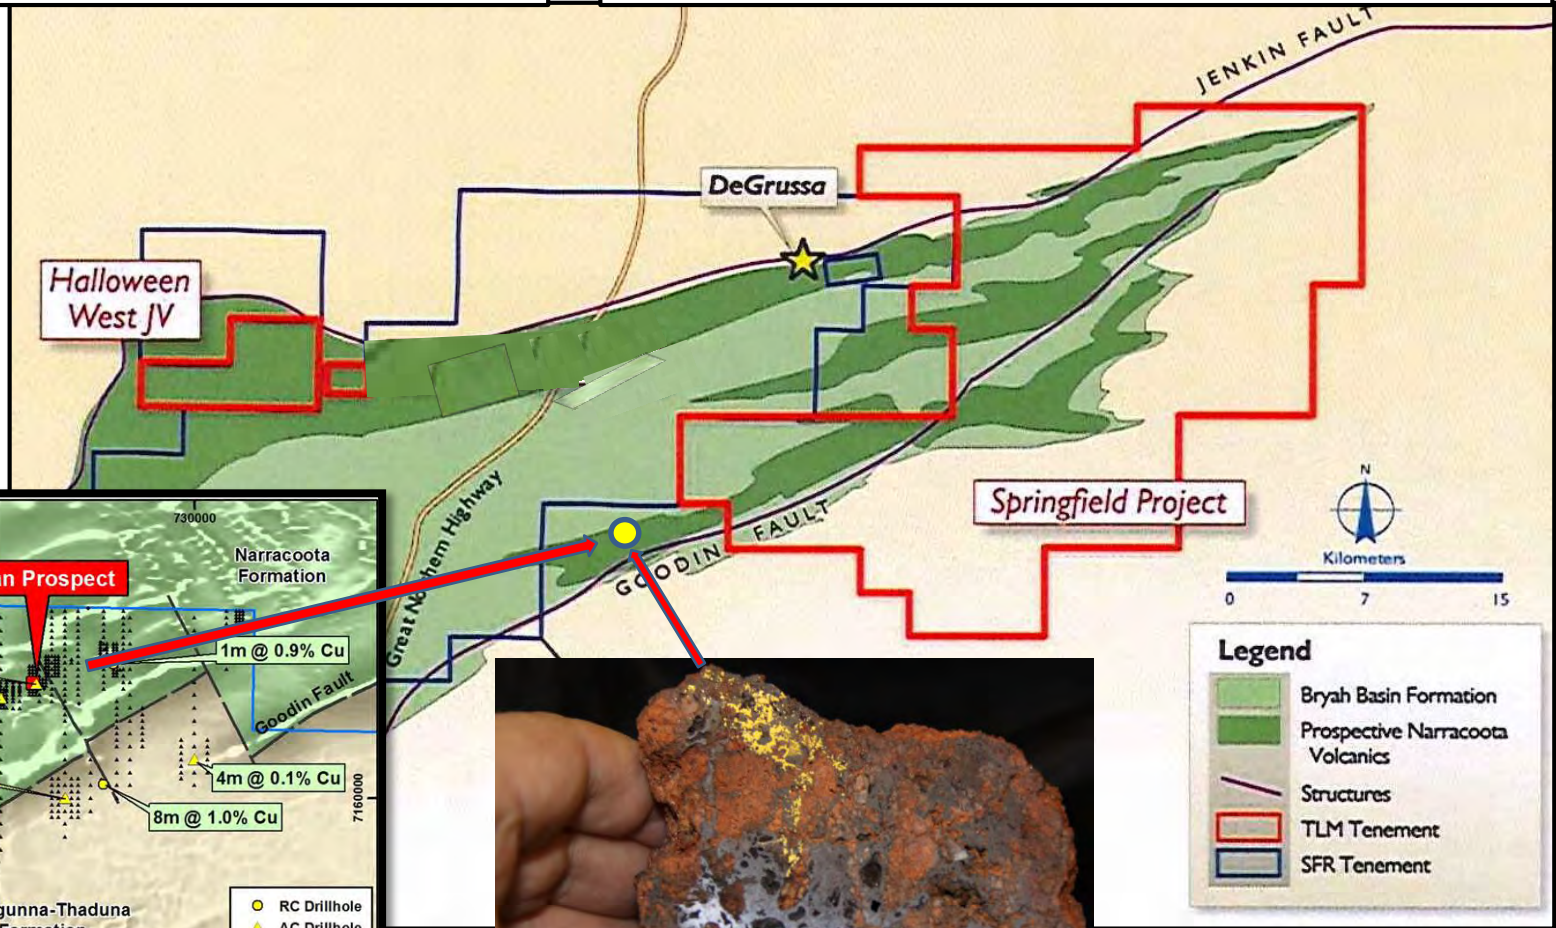 JENKIN FAULT
DeGrussa
Halloween
West JV
Springfield Project
N
Kilometers
0 7 15
Great Northern Highway
GOODIN FAULT
730000
Narracoota
Formation
Prospect
1m @ 0.9% Cu
Goodin Fault
4m @ 0.1% Cu
8m @ 1.0% Cu
7160000
RC Drillhole
AC Drillhole
Legend
Bryah Basin Formation
Prospective Narracoota
Volcanics
Structures
TLM Tenement
SFR Tenement